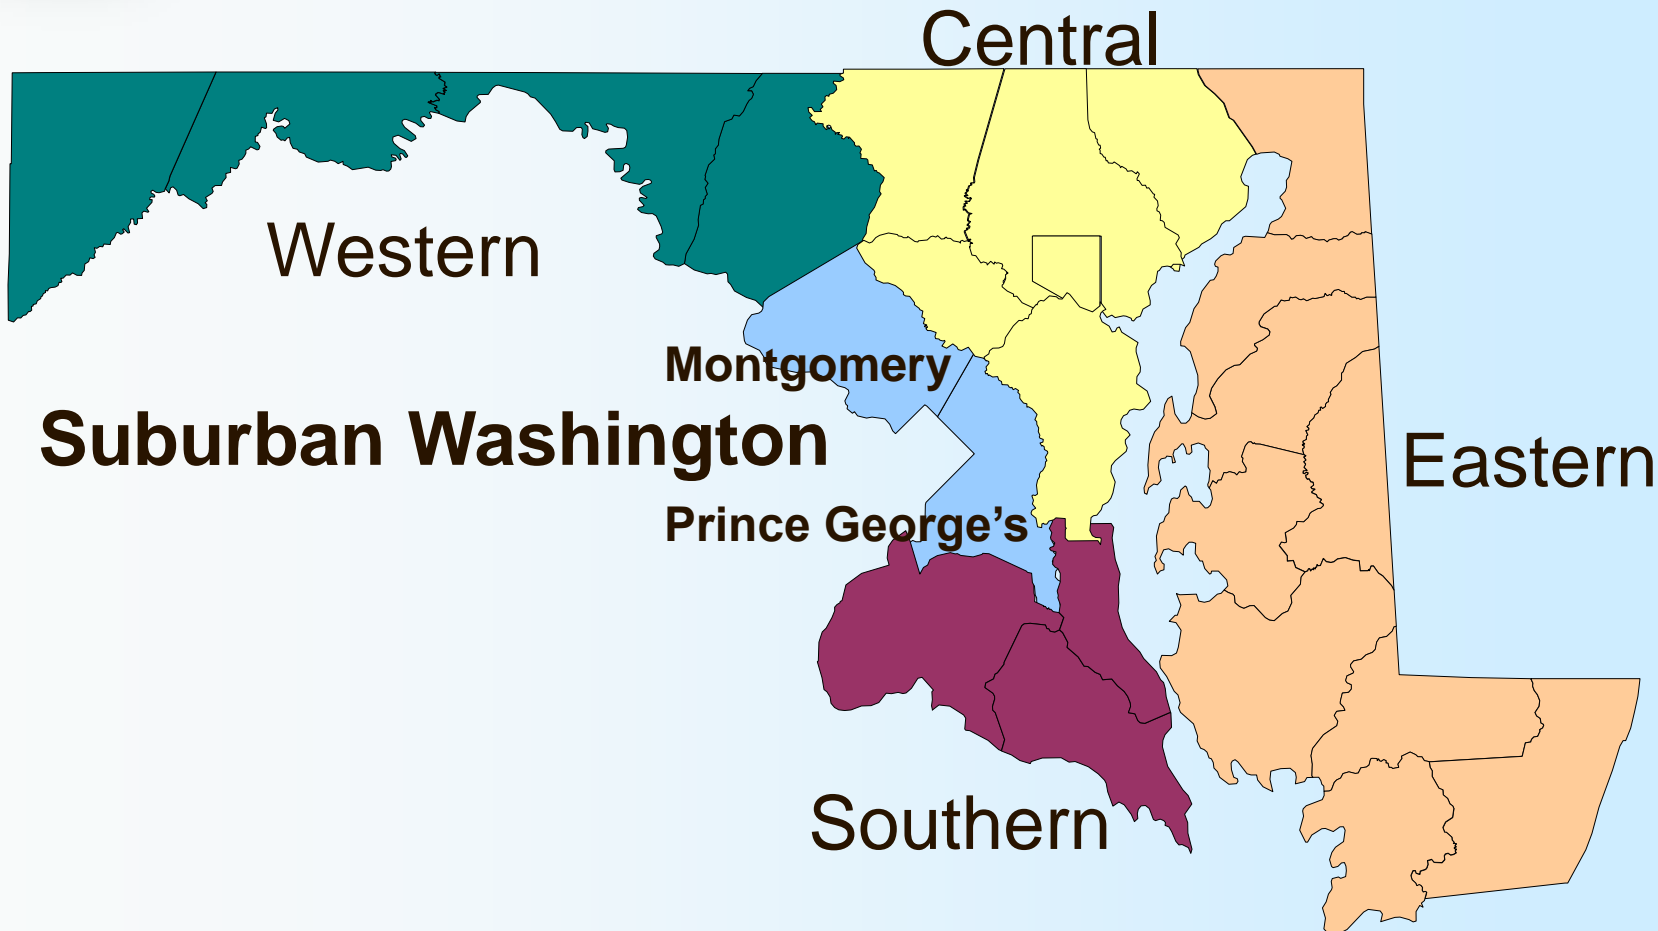 Central
Western
Montgomery
Suburban Washington
Eastern
Prince George’s
Southern